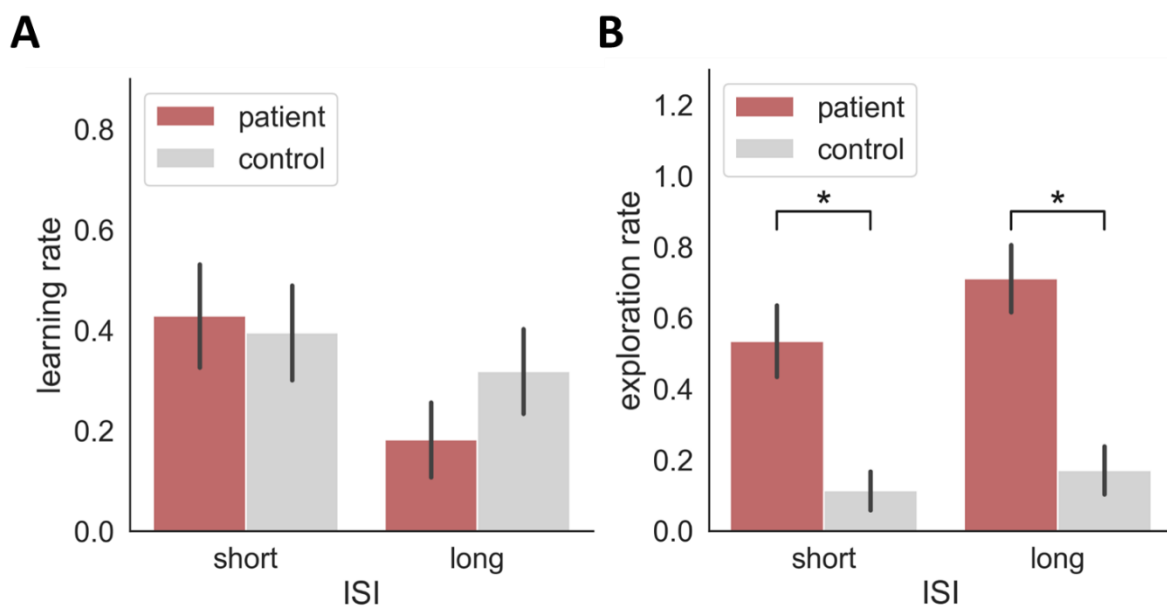 A
patient
control
learning rate
0.8
0.6
0.4
0.2
0.0
short
long
ISI
B
patient
control
exploration rate
1.2
1.0
0.8
0.6
0.4
0.2
0.0
*
*
short
long
ISI